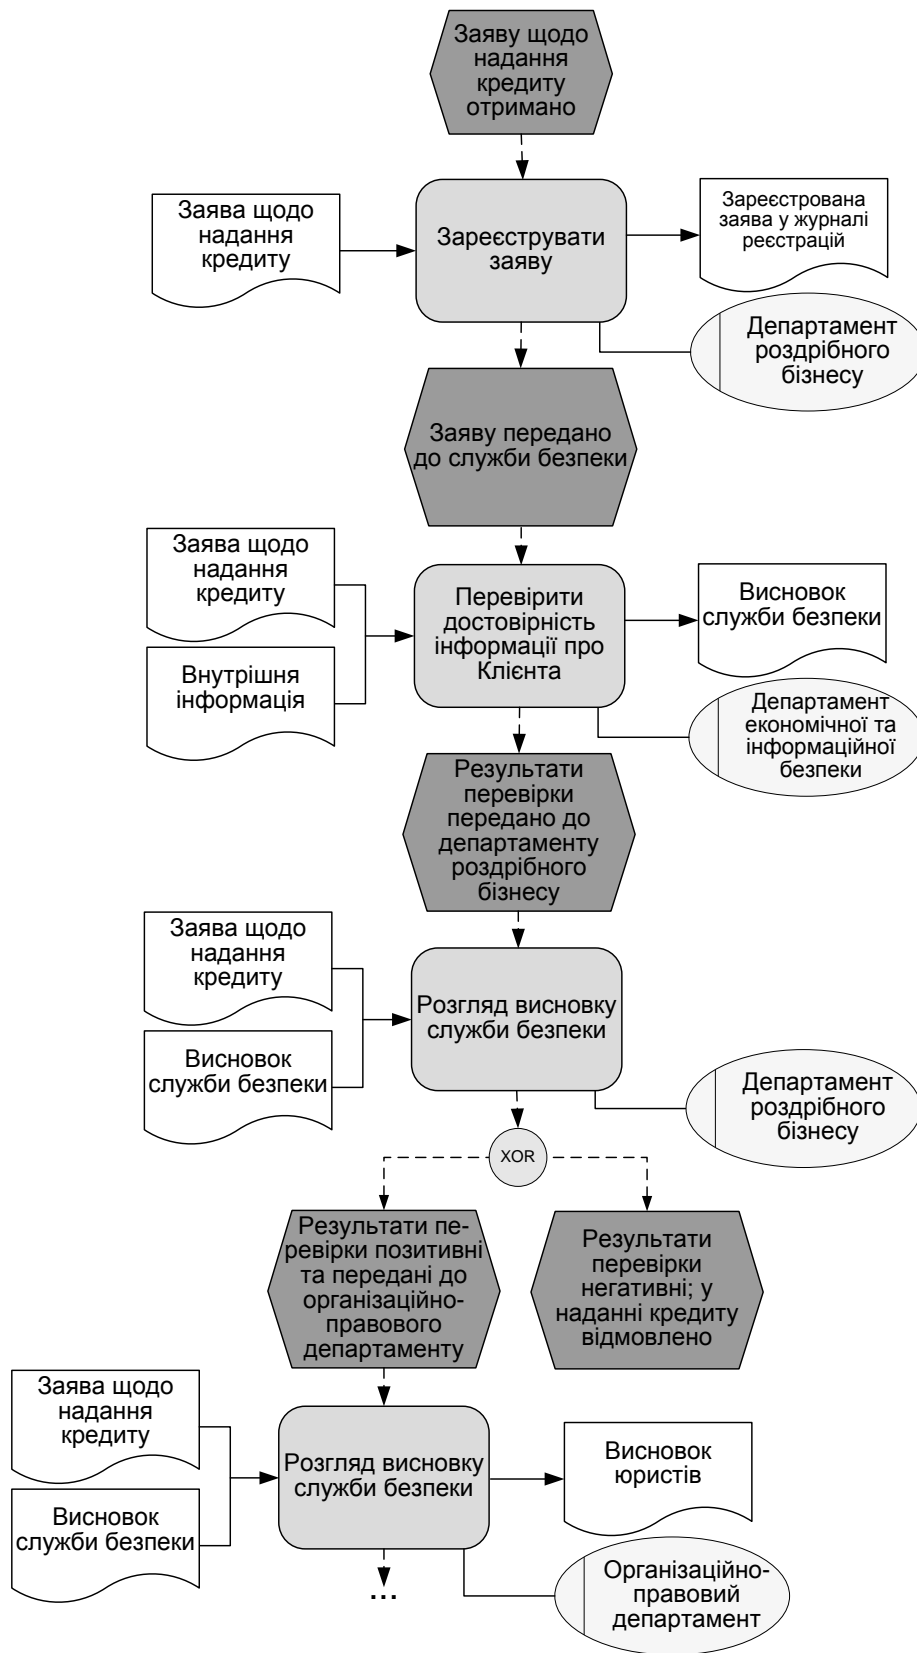 Заяву щодо
надання
кредиту
отримано
Заява щодо
надання
кредиту
Зареєструвати
заяву
Зареєстрована
заява у журналі
реєстрацій
Департамент
роздрібного
бізнесу
Заяву передано
до служби безпеки
Заява щодо
надання
кредиту
Внутрішня
інформація
Перевірити
достовірність
інформації про
Клієнта
Висновок
служби безпеки
Департамент
економічної та
інформаційної
безпеки
Результати
перевірки
передано до
департаменту
роздрібного
бізнесу
Заява щодо
надання
кредиту
Висновок
служби безпеки
Розгляд висновку
служби безпеки
Департамент
роздрібного
бізнесу
XOR
Результати пе-
ревірки позитивні
та передані до
організаційно-
правового
департаменту
Результати
перевірки
негативні; у
наданні кредиту
відмовлено
Заява щодо
надання
кредиту
Висновок
служби безпеки
Розгляд висновку
служби безпеки
Висновок
юристів
Організаційно-
правовий
департамент
...